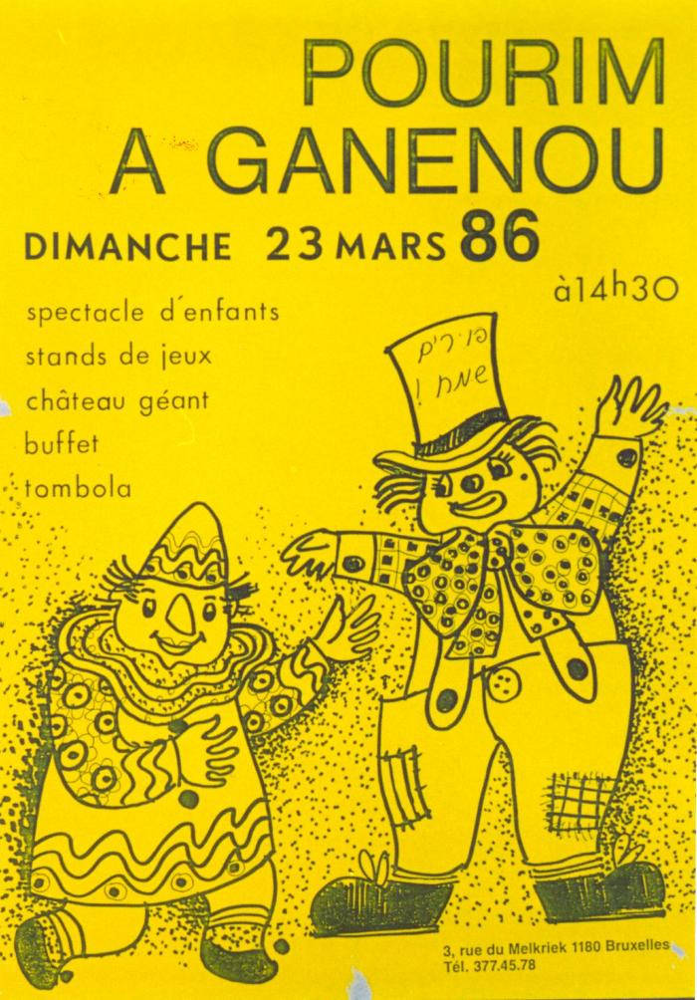 POURIM
A GANENOU
DIMANCHE 23 MARS 86
à 14h30
spectacle d'enfants
stands de jeux
château géant
buffet
tombola
פורים
שמח !
3, rue du Melkriek 1180 Bruxelles
Tél. 377.45.78